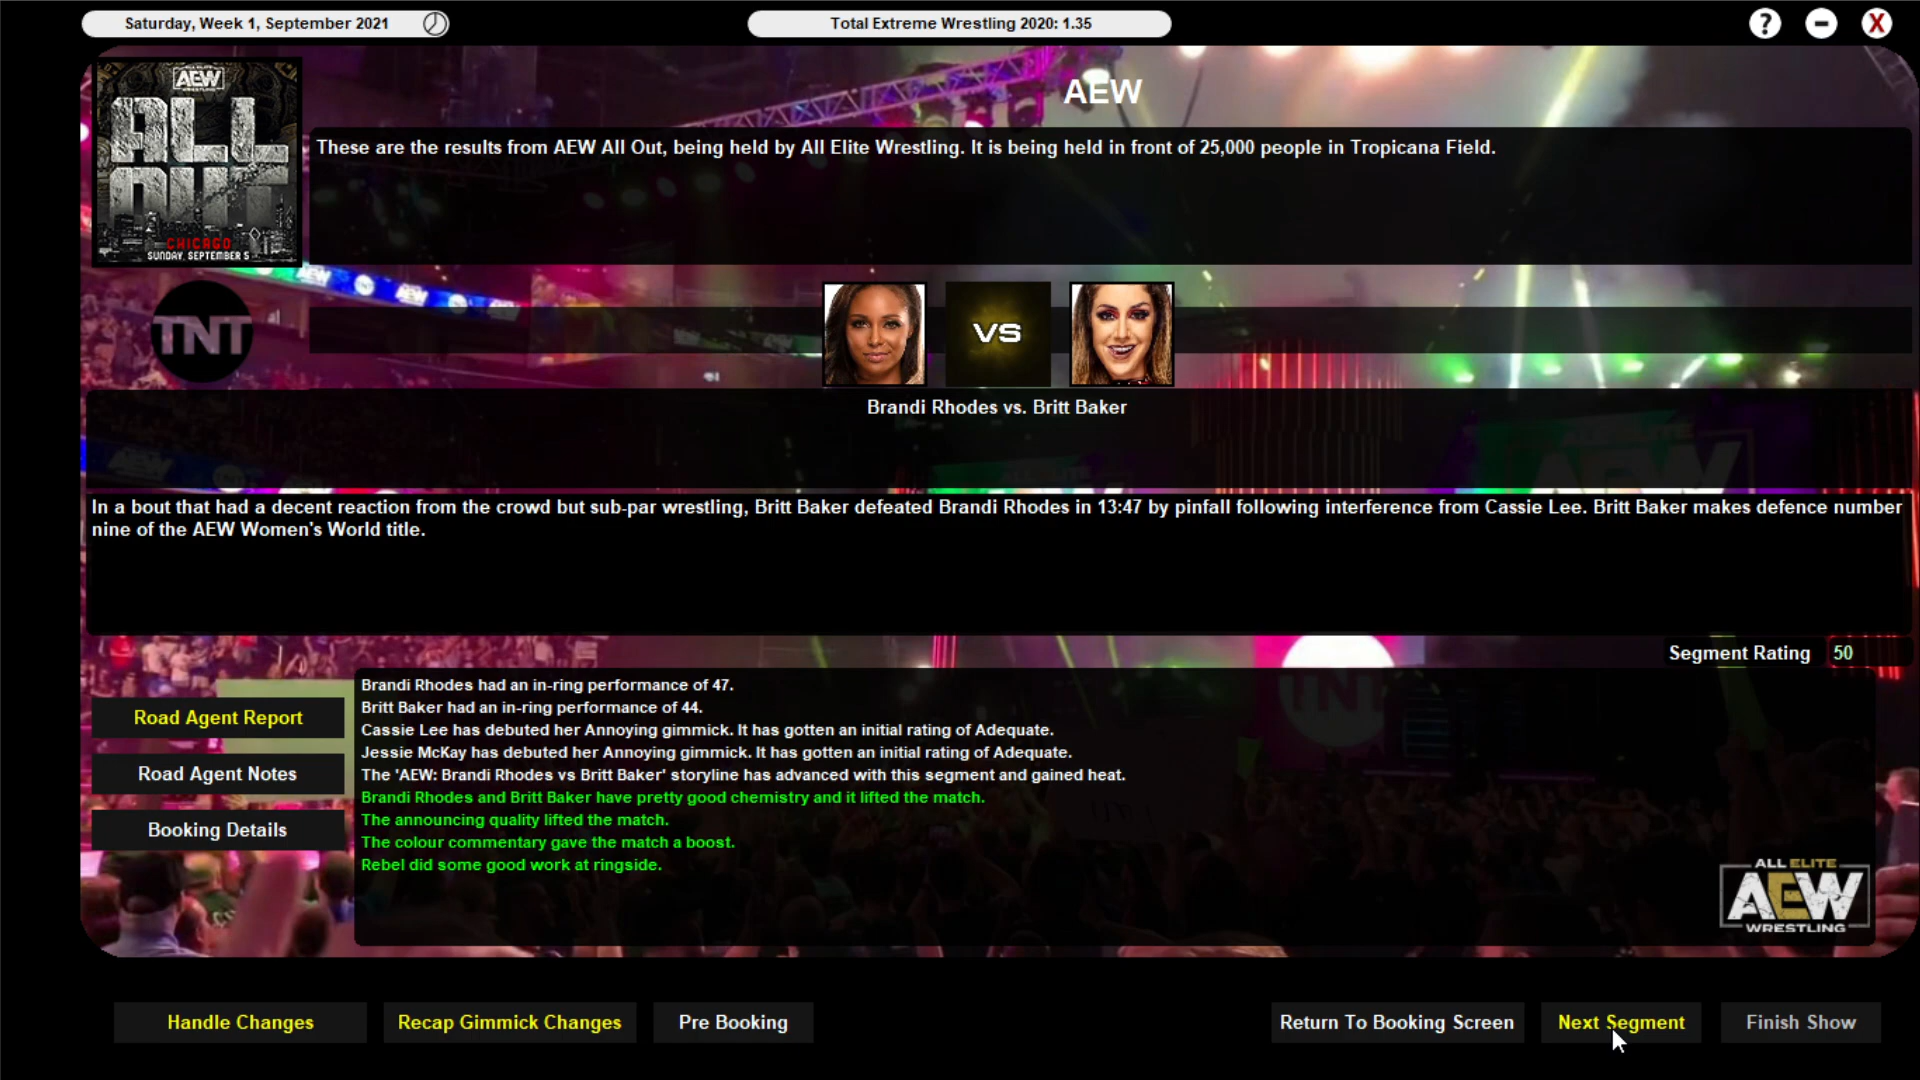 Saturday, Week 1, September 2021
Total Extreme Wrestling 2020: 1.35
?
X
AEW
WRESTLING
ALL
OUT
CHICAGO
SUNDAY, SEPTEMBER 5
AEW
These are the results from AEW All Out, being held by All Elite Wrestling. It is being held in front of 25,000 people in Tropicana Field.
TNT
VS
Brandi Rhodes vs. Britt Baker
In a bout that had a decent reaction from the crowd but sub-par wrestling, Britt Baker defeated Brandi Rhodes in 13:47 by pinfall following interference from Cassie Lee. Britt Baker makes defence number
nine of the AEW Women's World title.
Segment Rating 50
Road Agent Report
Road Agent Notes
Booking Details
Brandi Rhodes had an in-ring performance of 47.
Britt Baker had an in-ring performance of 44.
Cassie Lee has debuted her Annoying gimmick. It has gotten an initial rating of Adequate.
Jessie McKay has debuted her Annoying gimmick. It has gotten an initial rating of Adequate.
The 'AEW: Brandi Rhodes vs Britt Baker' storyline has advanced with this segment and gained heat.
Brandi Rhodes and Britt Baker have pretty good chemistry and it lifted the match.
The announcing quality lifted the match.
The colour commentary gave the match a boost.
Rebel did some good work at ringside.
TNT
ALL ELITE
AEW
WRESTLING
Handle Changes
Recap Gimmick Changes
Pre Booking
Return To Booking Screen
Next Segment
Finish Show